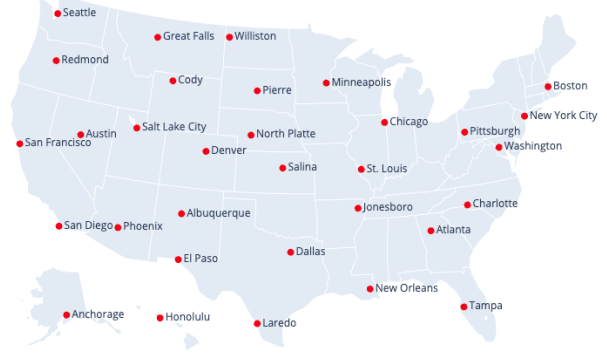 Seattle
Great Falls
Williston
Redmond
Cody
Pierre
Minneapolis
Boston
New York City
Chicago
Salt Lake City
Austin
North Platte
Pittsburgh
San Francisco
Washington
Denver
Salina
St. Louis
Charlotte
Jonesboro
Albuquerque
San Diego
Phoenix
Atlanta
Dallas
El Paso
New Orleans
Tampa
Anchorage
Honolulu
Laredo